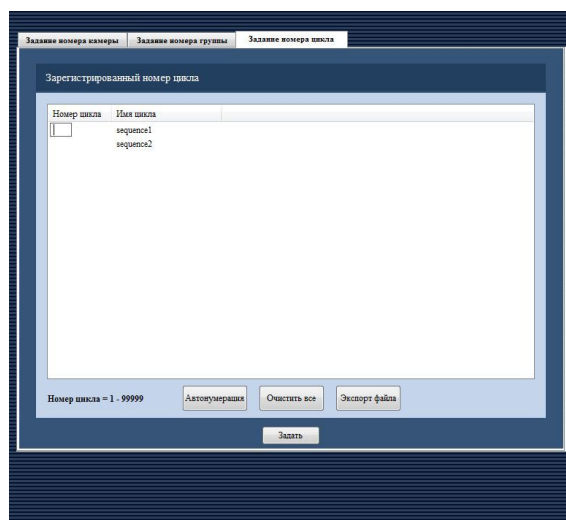 Задание номера камеры Задание номера группы Задание номера цикла
Зарегистрированный номер цикла
Номер цикла Имя цикла
sequence1
sequence2
Номер цикла = 1 - 99999 Автонумерация Очистить все Экспорт файла
Задать